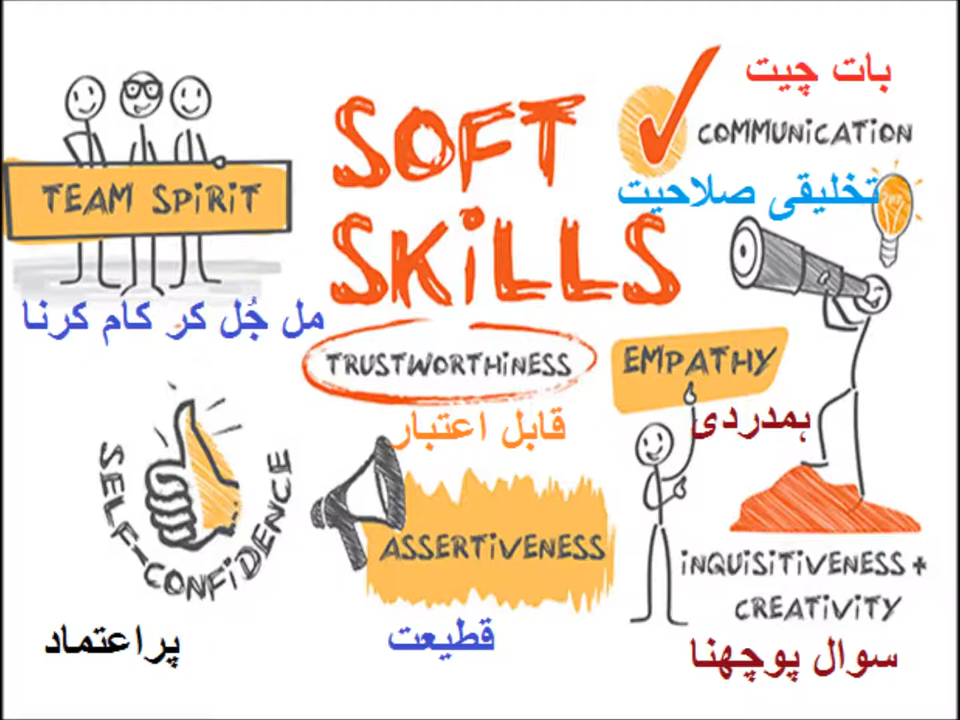 بات چیت
COMMUNICATION
SOFT
SKiLLS
TEAM SPiRiT
تخلیقی صلاحیت
مل جُل کر کام کرنا
TRUSTWORTHiNESS
EMPATHY
قابل اعتبار
ہمدردی
SELF-CONFiDENCE
ASSERTiVENESS
iNQUiSiTiVENESS +
CREATiViTY
پراعتماد
قطیعت
سوال پوچھنا